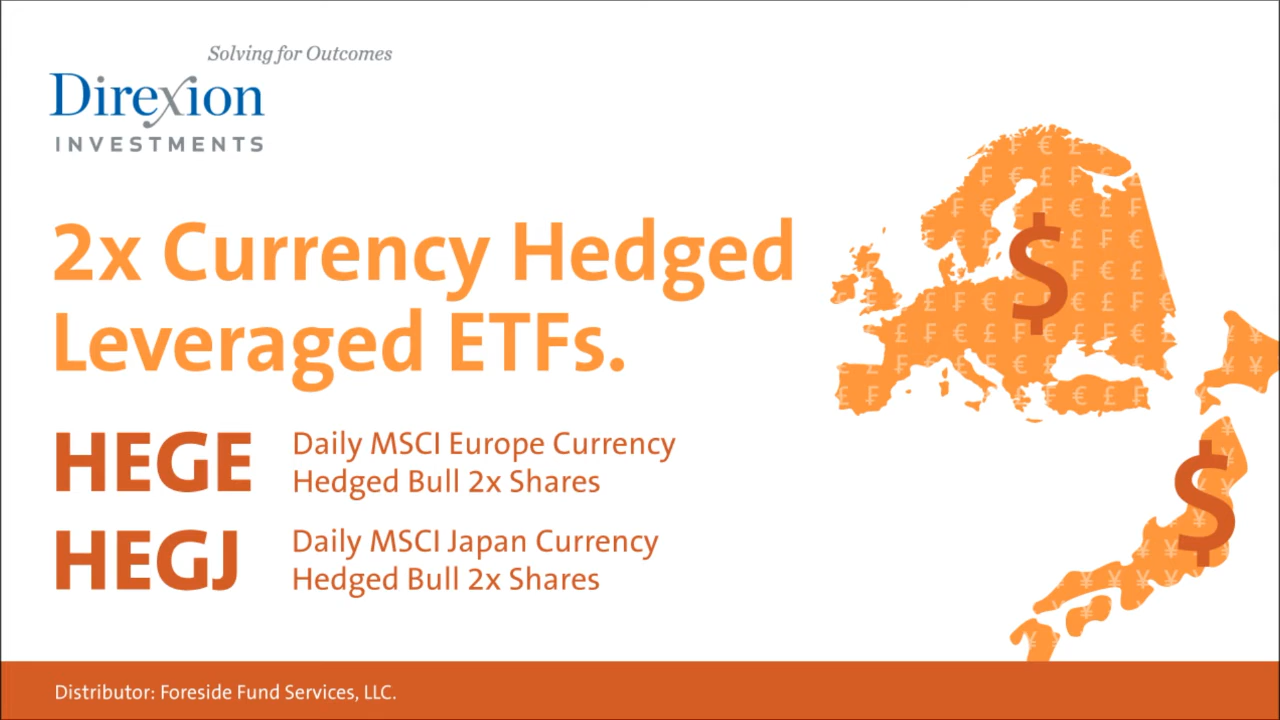 Solving for Outcomes
Direxion
INVESTMENTS
2x Currency Hedged
Leveraged ETFs.
HEGE
Daily MSCI Europe Currency
Hedged Bull 2x Shares
HEGJ
Daily MSCI Japan Currency
Hedged Bull 2x Shares
$
$
Distributor: Foreside Fund Services, LLC.